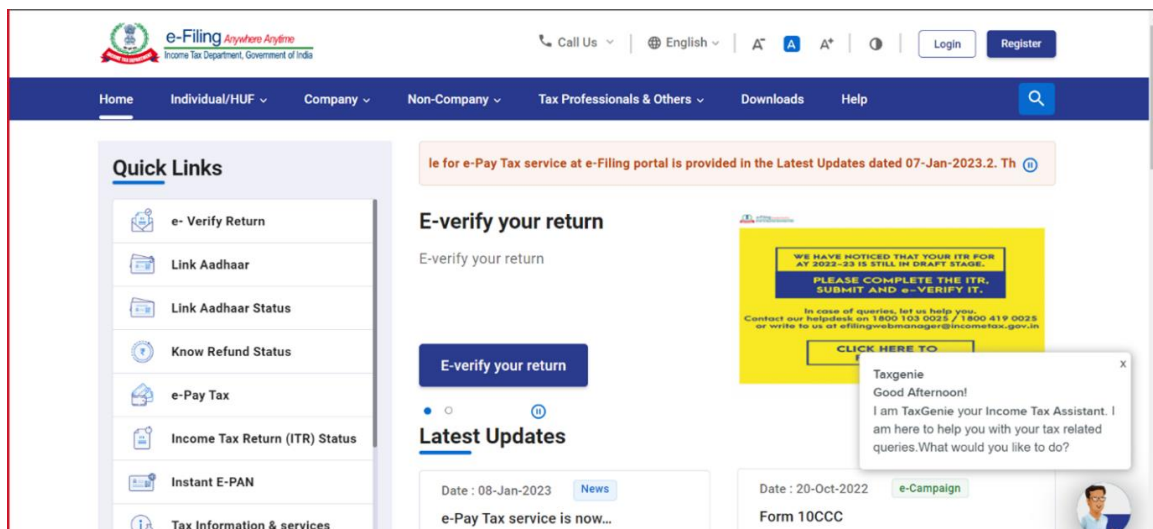 e-Filing Anywhere Anytime
Income Tax Department, Government of India
Call Us
English
A-
A
A+
Login
Register
Home
Individual/HUF
Company
Non-Company
Tax Professionals & Others
Downloads
Help
Quick Links
e- Verify Return
Link Aadhaar
Link Aadhaar Status
Know Refund Status
e-Pay Tax
Income Tax Return (ITR) Status
Instant E-PAN
Tax Information & services
le for e-Pay Tax service at e-Filing portal is provided in the Latest Updates dated 07-Jan-2023.2. Th
E-verify your return
E-verify your return
E-verify your return
WE HAVE NOTICED THAT YOUR ITR FOR
AY 2022-23 IS STILL IN DRAFT STAGE.
PLEASE COMPLETE THE ITR,
SUBMIT AND e-VERIFY IT.
In case of queries, let us help you.
Contact our helpdesk on 1800 103 0025 / 1800 419 0025
or write to us at efilingwebmanager@incometax.gov.in
CLICK HERE TO
Taxgenie
x
Good Afternoon!
I am TaxGenie your Income Tax Assistant. I
am here to help you with your tax related
queries.What would you like to do?
Latest Updates
Date : 08-Jan-2023
News
e-Pay Tax service is now...
Date : 20-Oct-2022
e-Campaign
Form 10CCC